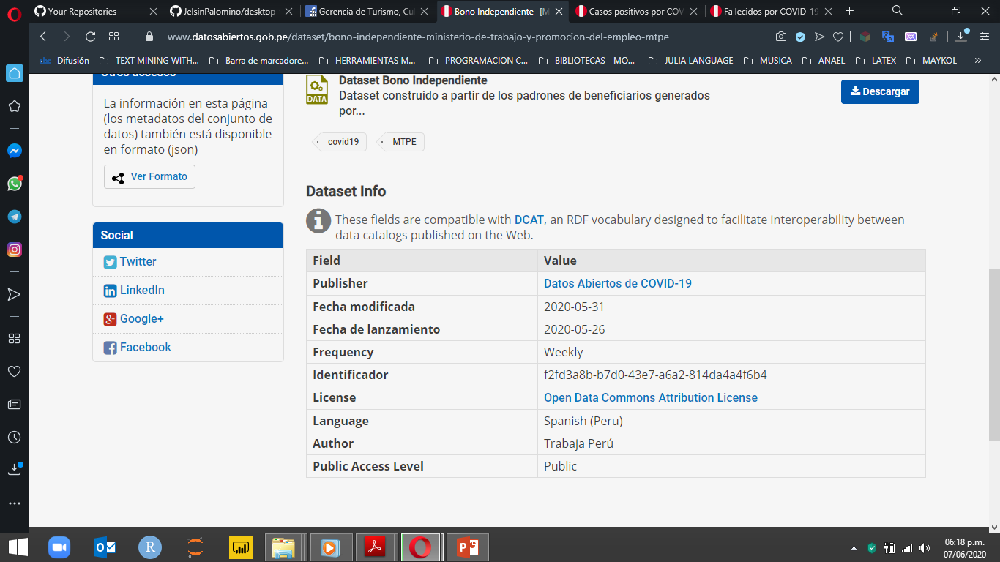 Your Repositories
JelsinPalomino/desktop-
Gerencia de Turismo, Cu
Bono Independiente -[M
Casos positivos por COV
Fallecidos por COVID-19
www.datosabiertos.gob.pe/dataset/bono-independiente-ministerio-de-trabajo-y-promocion-del-empleo-mtpe
abc Difusión
TEXT MINING WITH...
Barra de marcadore...
HERRAMIENTAS M...
PROGRAMACION C...
BIBLIOTECAS - MO...
JULIA LANGUAGE
MUSICA
ANAEL
LATEX
MAYKOL
»
Otros accesos
La información en esta página
(los metadatos del conjunto de
datos) también está disponible
en formato (json)
Ver Formato
Social
Twitter
LinkedIn
Google+
Facebook
DATA
Dataset Bono Independiente
Dataset construido a partir de los padrones de beneficiarios generados
por...
Descargar
covid19
MTPE
Dataset Info
These fields are compatible with DCAT, an RDF vocabulary designed to facilitate interoperability between
data catalogs published on the Web.
Field Value
Publisher Datos Abiertos de COVID-19
Fecha modificada 2020-05-31
Fecha de lanzamiento 2020-05-26
Frequency Weekly
Identificador f2fd3a8b-b7d0-43e7-a6a2-814da4a4f6b4
License Open Data Commons Attribution License
Language Spanish (Peru)
Author Trabaja Perú
Public Access Level Public
06:18 p.m.
07/06/2020